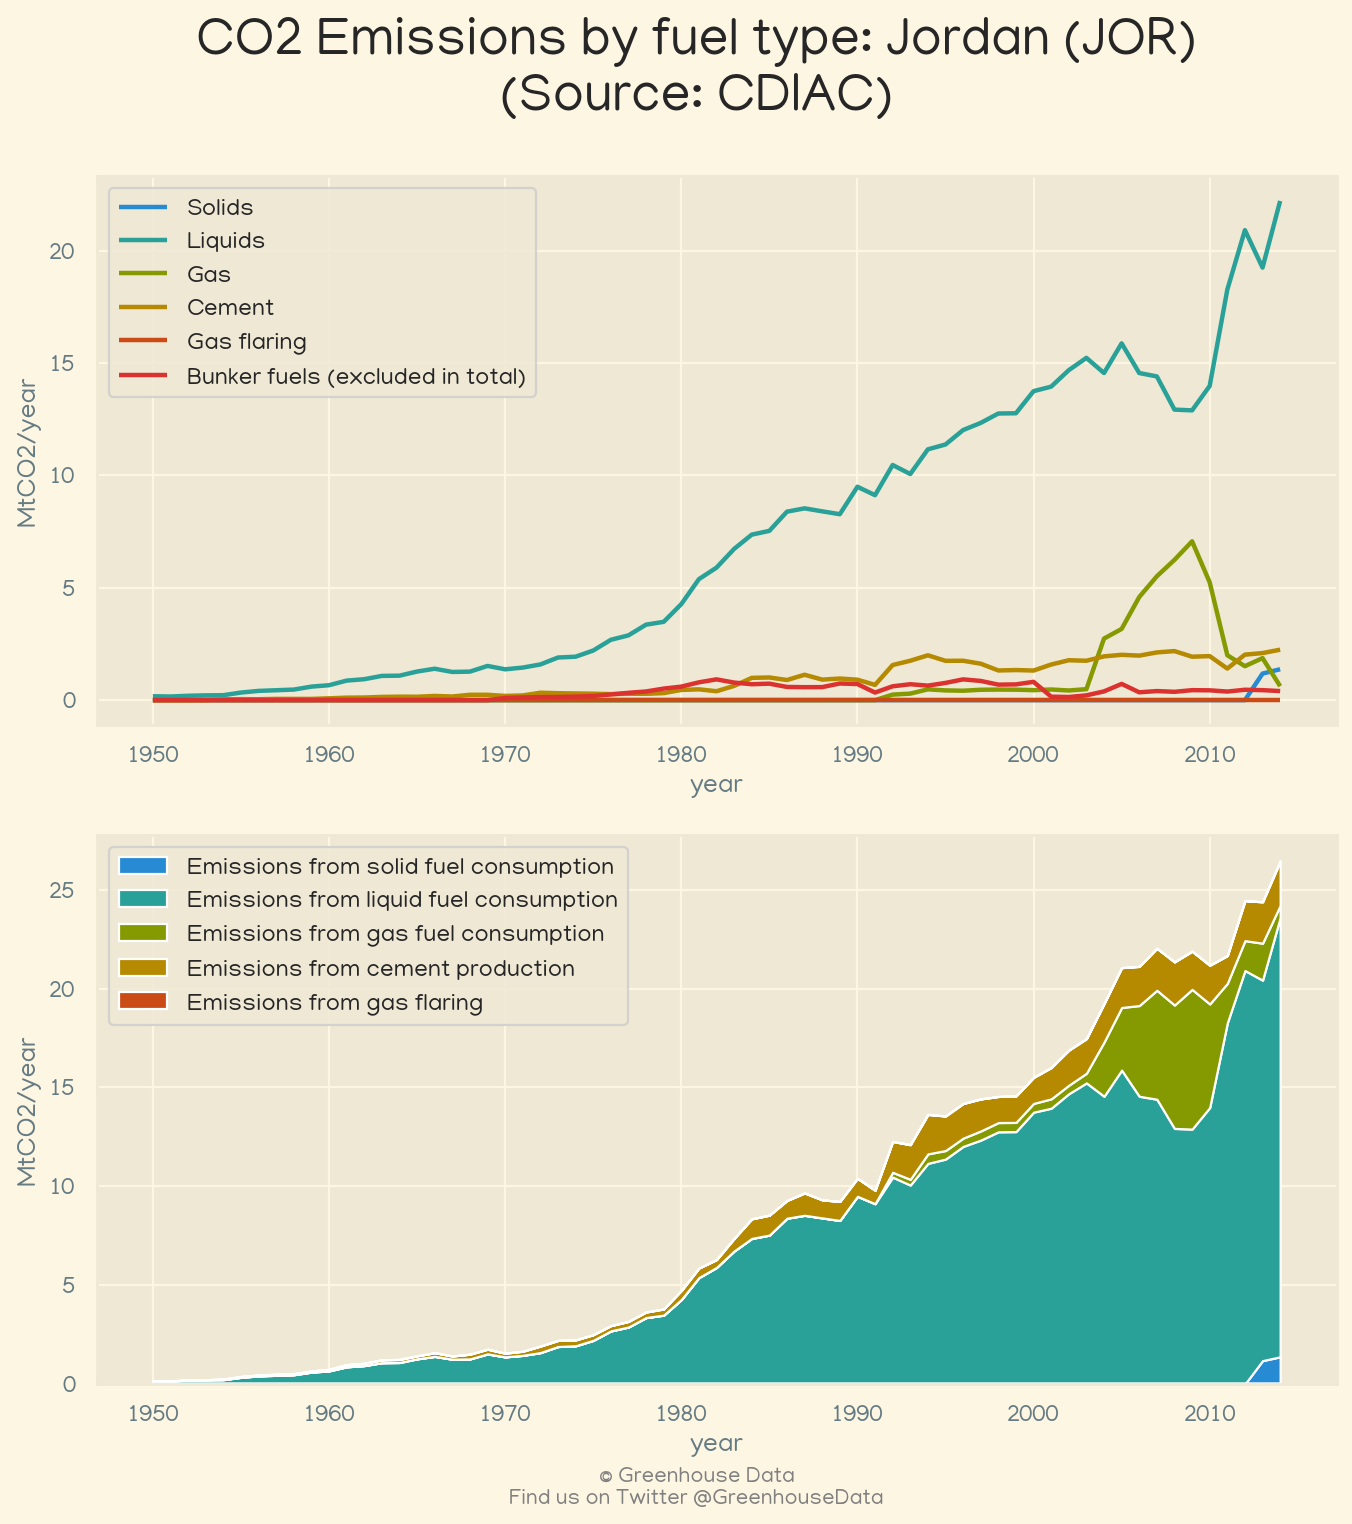 CO2 Emissions by fuel type: Jordan (JOR)
(Source: CDIAC)
Solids
Liquids
Gas
Cement
Gas flaring
Bunker fuels (excluded in total)
MtCO2/year
20
15
10
5
0
1950 1960 1970 1980 1990 2000 2010
year
Emissions from solid fuel consumption
Emissions from liquid fuel consumption
Emissions from gas fuel consumption
Emissions from cement production
Emissions from gas flaring
MtCO2/year
25
20
15
10
5
0
1950 1960 1970 1980 1990 2000 2010
year
© Greenhouse Data
Find us on Twitter @GreenhouseData